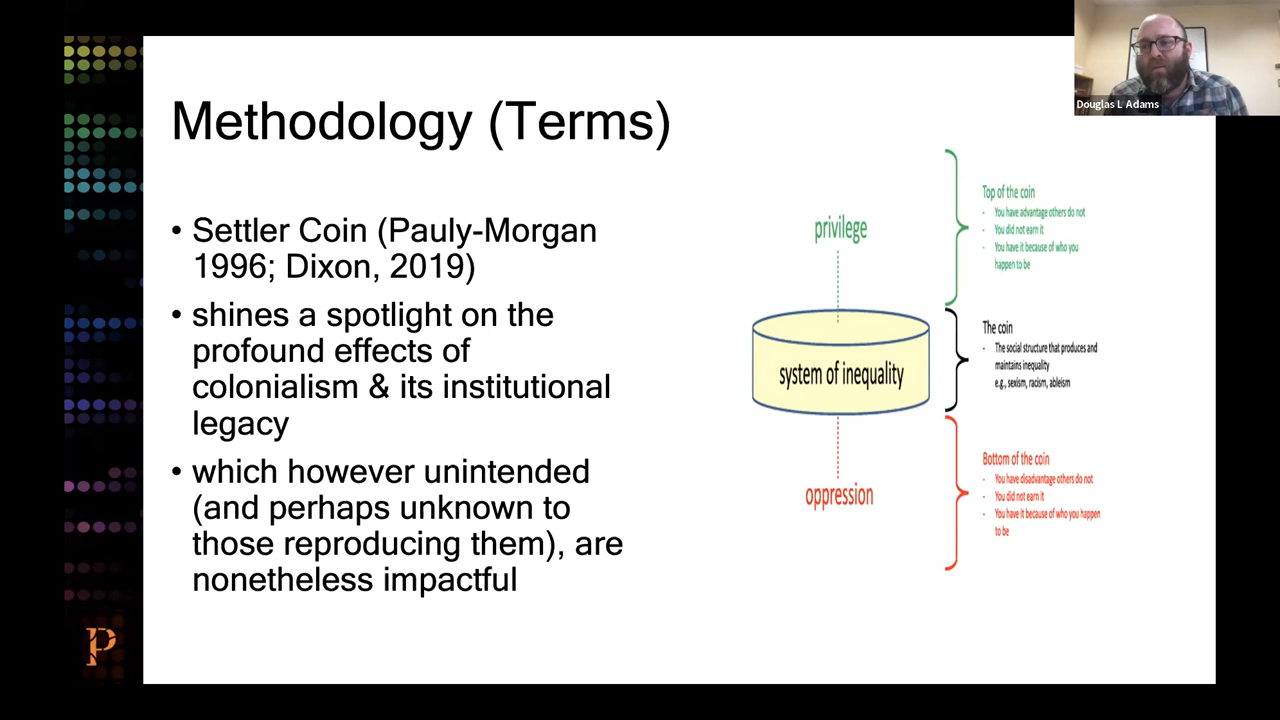 Douglas L Adams
Methodology (Terms)
• Settler Coin (Pauly-Morgan
1996; Dixon, 2019)
• shines a spotlight on the
profound effects of
colonialism & its institutional
legacy
• which however unintended
(and perhaps unknown to
those reproducing them), are
nonetheless impactful
privilege
system of inequality
oppression
Top of the coin
- You have advantage others do not
- You did not earn it
- You have it because of who you
happen to be
The coin
- The social structure that produces and
maintains inequality
e.g., sexism, racism, ableism
Bottom of the coin
- You have disadvantage others do not
- You did not earn it
- You have it because of who you happen
to be
P